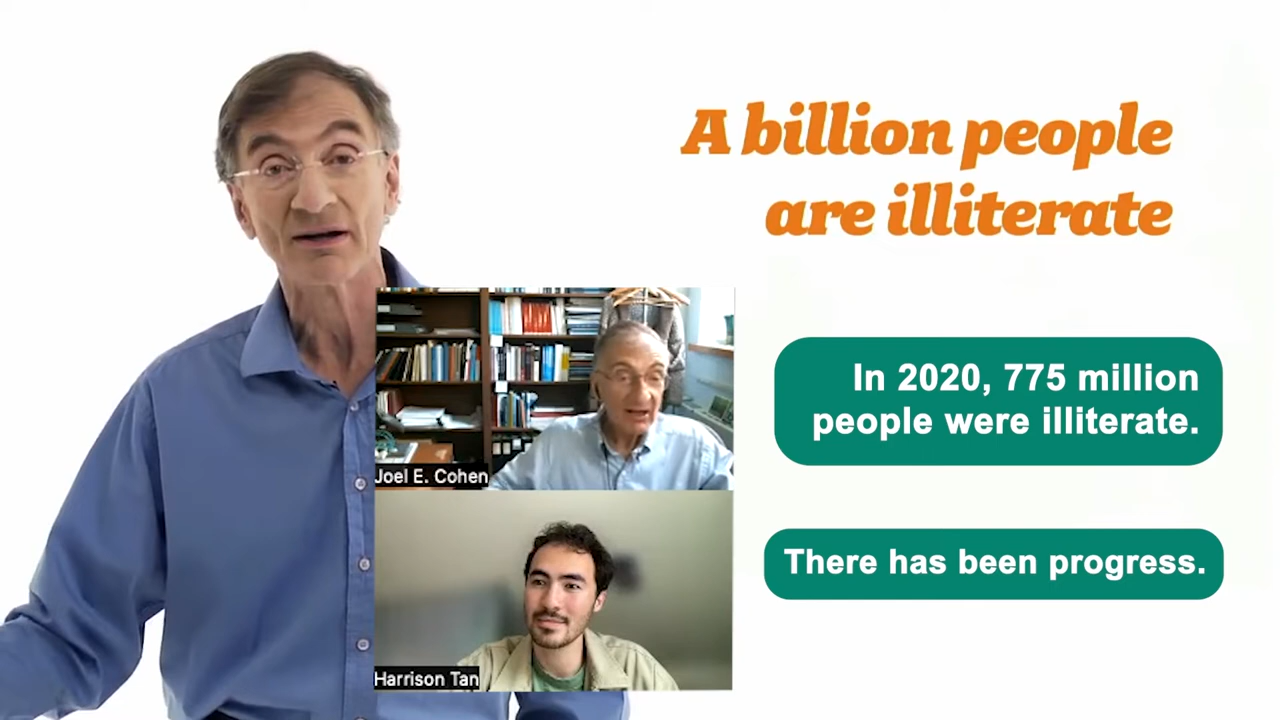 A billion people
are illiterate
In 2020, 775 million
people were illiterate.
There has been progress.
Joel E. Cohen
Harrison Tan